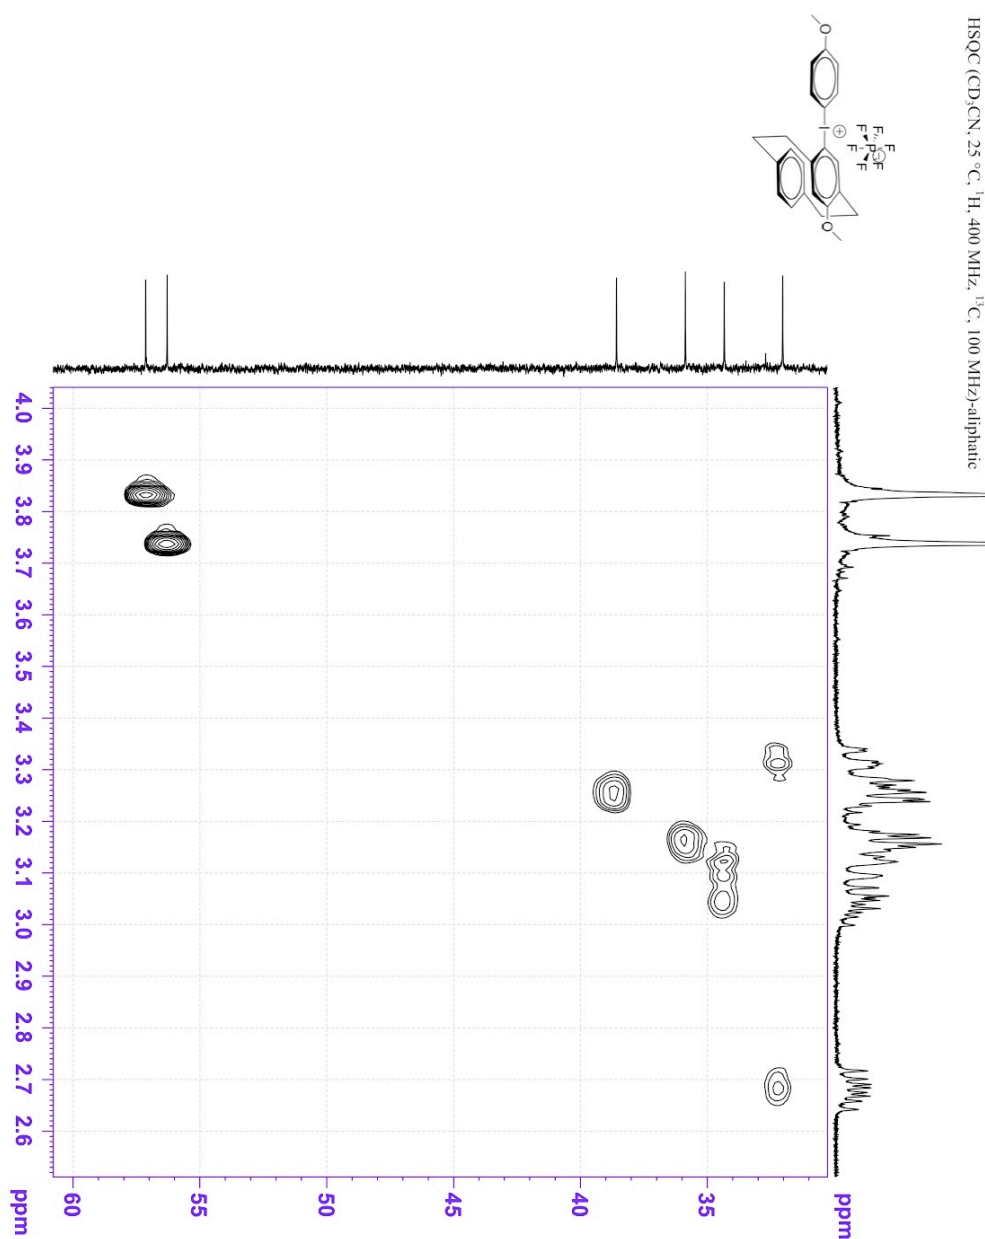 HSQC (CD₃CN, 25 °C, ¹H, 400 MHz, ¹³C, 100 MHz)-aliphatic
O
I
⊕
F
F
F
P
⊖
F
F
F
O
ppm
35
40
45
50
55
60
ppm
4.0
3.9
3.8
3.7
3.6
3.5
3.4
3.3
3.2
3.1
3.0
2.9
2.8
2.7
2.6